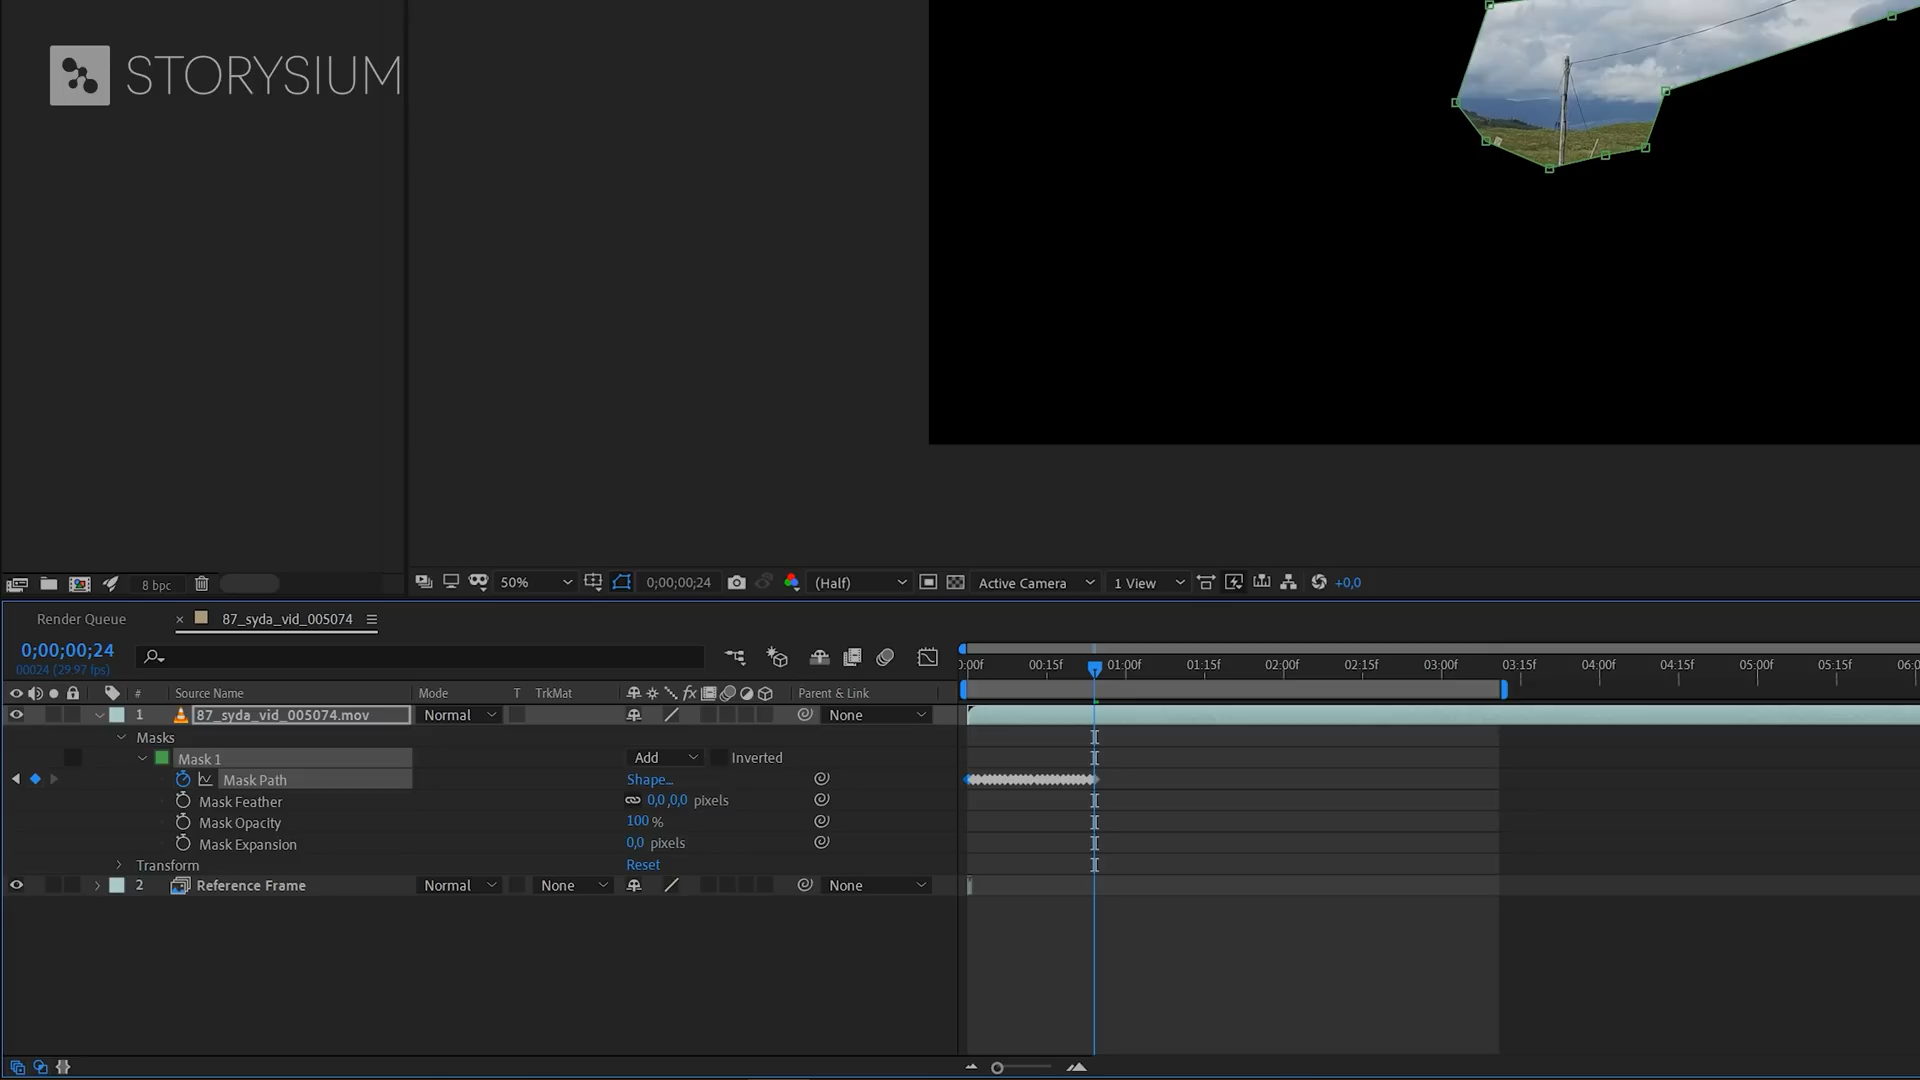 STORYSIUM
8 bpc
50%
0;00;00;24
(Half)
Active Camera
1 View
+0,0
Render Queue
× 87_syda_vid_005074
0;00;00;24
00024 (29.97 fps)
:00f 00:15f 01:00f 01:15f 02:00f 02:15f 03:00f 03:15f 04:00f 04:15f 05:00f 05:15f 06:0
# Source Name Mode T TrkMat fx Parent & Link
1 87_syda_vid_005074.mov Normal None
Masks
Mask 1 Add Inverted
Mask Path Shape...
Mask Feather 0,0,0,0 pixels
Mask Opacity 100 %
Mask Expansion 0,0 pixels
Transform Reset
2 Reference Frame Normal None None